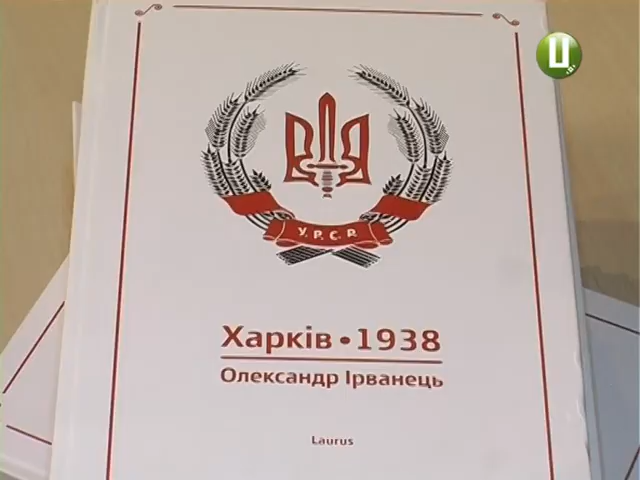 Ц
У. Р. С. Р.
Харків • 1938
Олександр Ірванець
Laurus